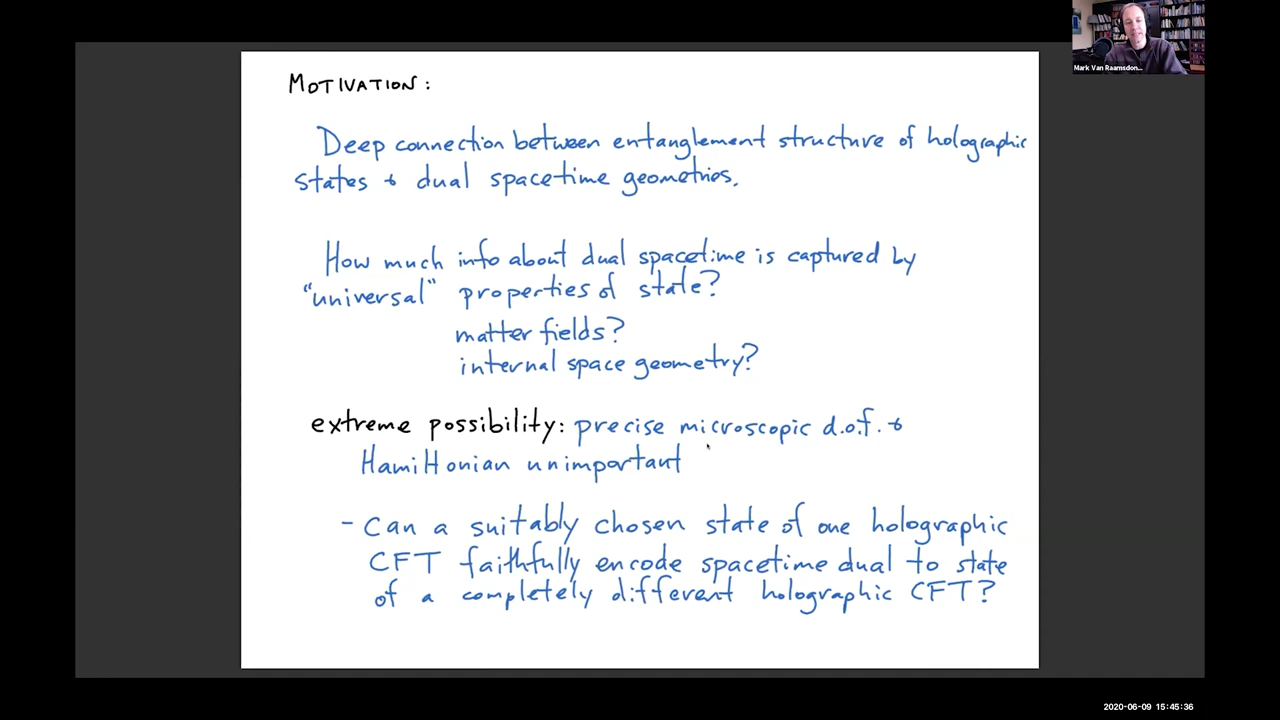 Mark Van Raamsdon...
MOTIVATION:
Deep connection between entanglement structure of holographic
states & dual spacetime geometries.
How much info about dual spacetime is captured by
"universal" properties of state?
matter fields?
internal space geometry?
extreme possibility: precise microscopic d.o.f. &
Hamiltonian unimportant
- Can a suitably chosen state of one holographic
CFT faithfully encode spacetime dual to state
of a completely different holographic CFT?
2020-06-09 15:45:36